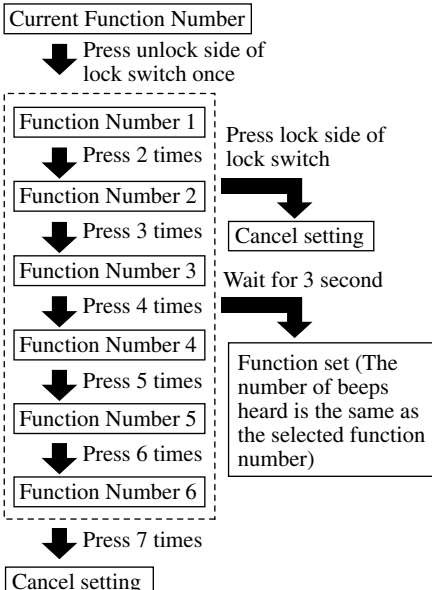 Current Function Number
Press unlock side of
lock switch once
Function Number 1
Press 2 times
Function Number 2
Press 3 times
Function Number 3
Press 4 times
Function Number 4
Press 5 times
Function Number 5
Press 6 times
Function Number 6
Press 7 times
Cancel setting
Press lock side of
lock switch
Cancel setting
Wait for 3 second
Function set (The
number of beeps
heard is the same as
the selected function
number)